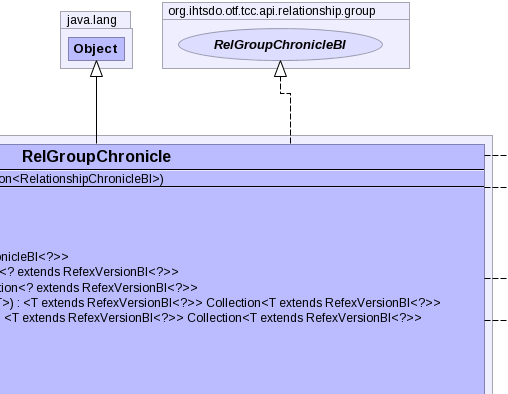 java.lang
org.ihtsdo.otf.tcc.api.relationship.group
Object
RelGroupChronicleBI
RelGroupChronicle
on<RelationshipChronicleBI>)
onicleBI<?>>
<? extends RefexVersionBI<?>>
tion<? extends RefexVersionBI<?>>
T>) : <T extends RefexVersionBI<?>> Collection<T extends RefexVersionBI<?>>
: <T extends RefexVersionBI<?>> Collection<T extends RefexVersionBI<?>>